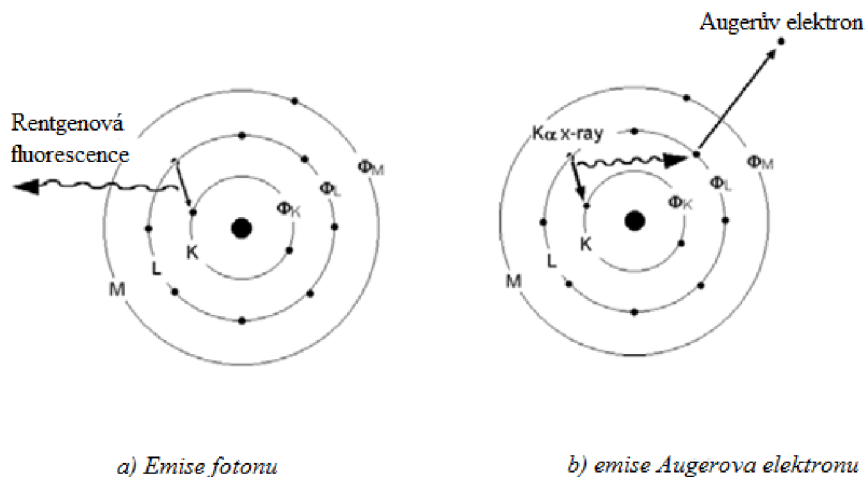 Augerův elektron
Rentgenová
fluorescence
Kα x-ray
ΦM
ΦM
ΦL
ΦL
ΦK
ΦK
K
K
L
L
M
M
a) Emise fotonu
b) emise Augerova elektronu